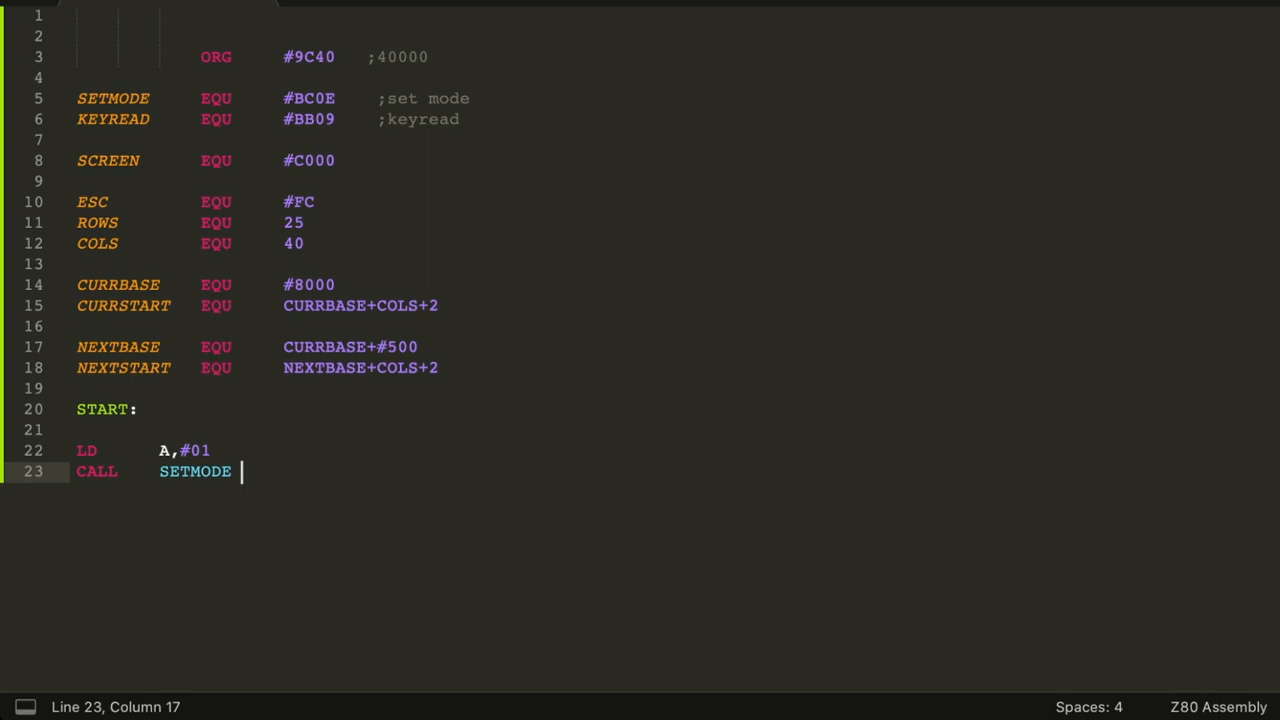 1
2
3 ORG #9C40 ;40000
4
5 SETMODE EQU #BC0E ;set mode
6 KEYREAD EQU #BB09 ;keyread
7
8 SCREEN EQU #C000
9
10 ESC EQU #FC
11 ROWS EQU 25
12 COLS EQU 40
13
14 CURRBASE EQU #8000
15 CURRSTART EQU CURRBASE+COLS+2
16
17 NEXTBASE EQU CURRBASE+#500
18 NEXTSTART EQU NEXTBASE+COLS+2
19
20 START:
21
22 LD A,#01
23 CALL SETMODE
Line 23, Column 17 Spaces: 4 Z80 Assembly